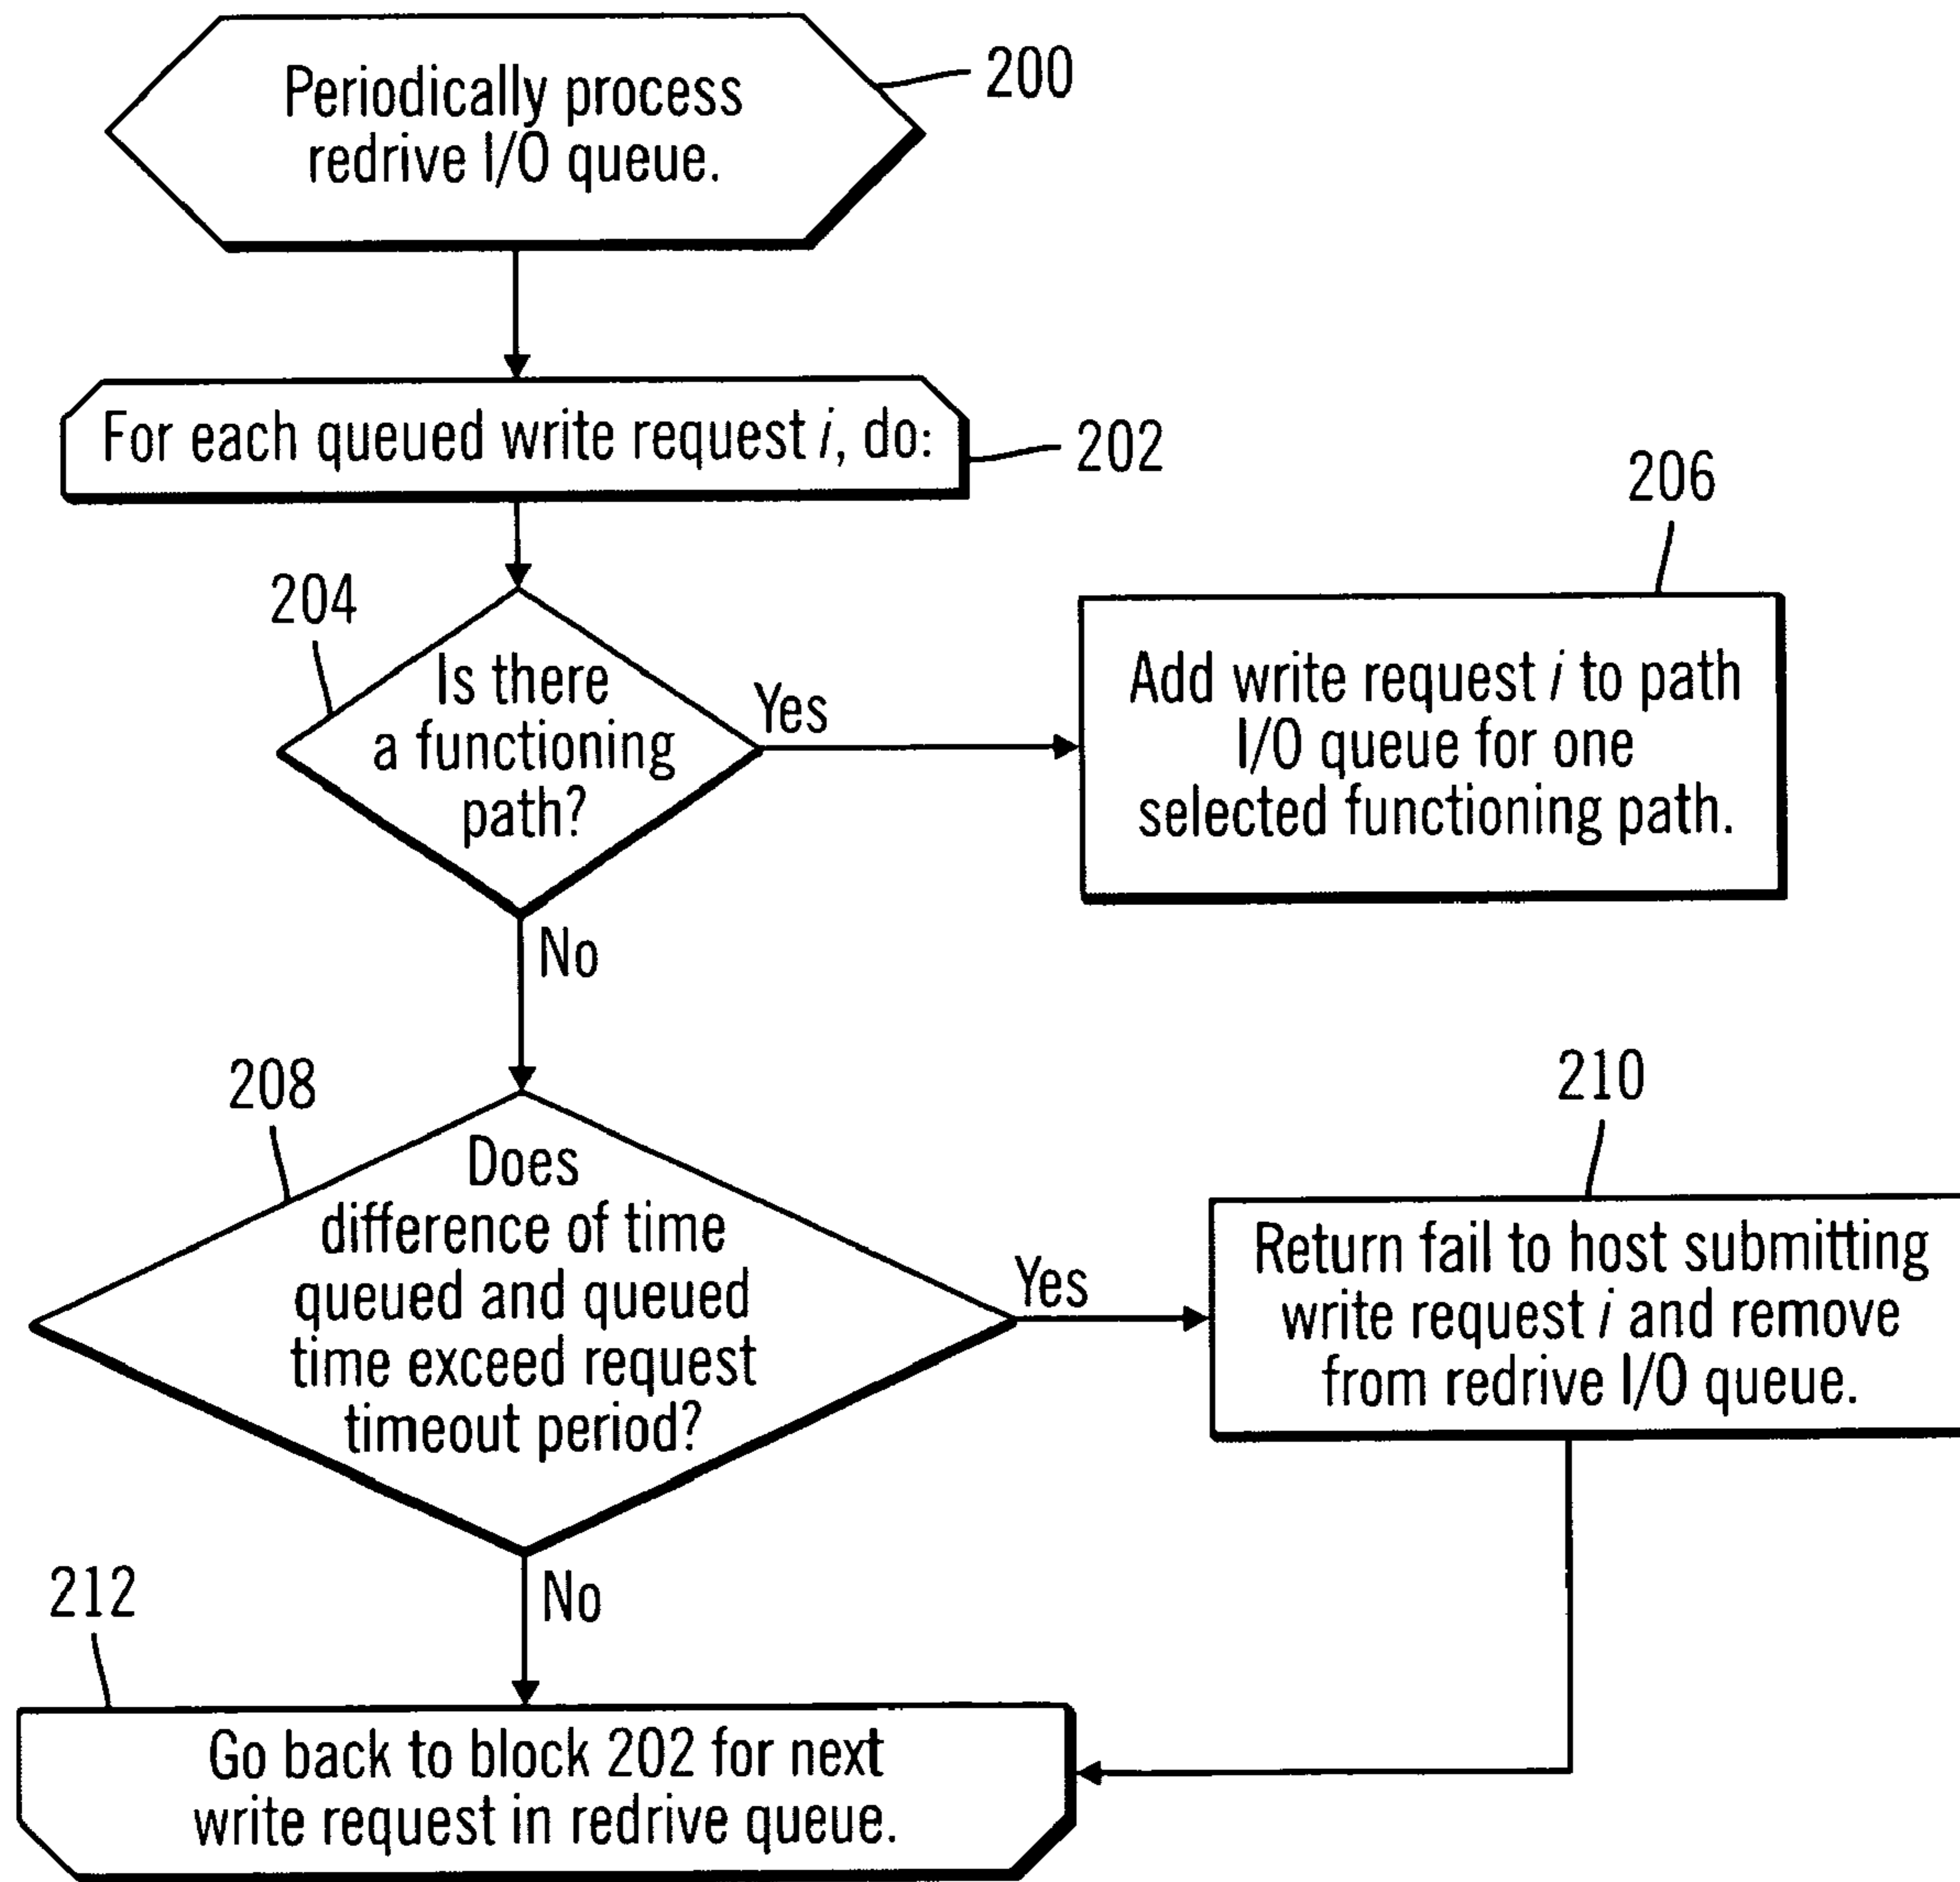 Periodically process
redrive I/O queue.
200
For each queued write request i, do:
202
206
204
Is there
a functioning
path?
Yes
Add write request i to path
I/O queue for one
selected functioning path.
No
208
210
Does
difference of time
queued and queued
time exceed request
timeout period?
Yes
Return fail to host submitting
write request i and remove
from redrive I/O queue.
No
212
Go back to block 202 for next
write request in redrive queue.